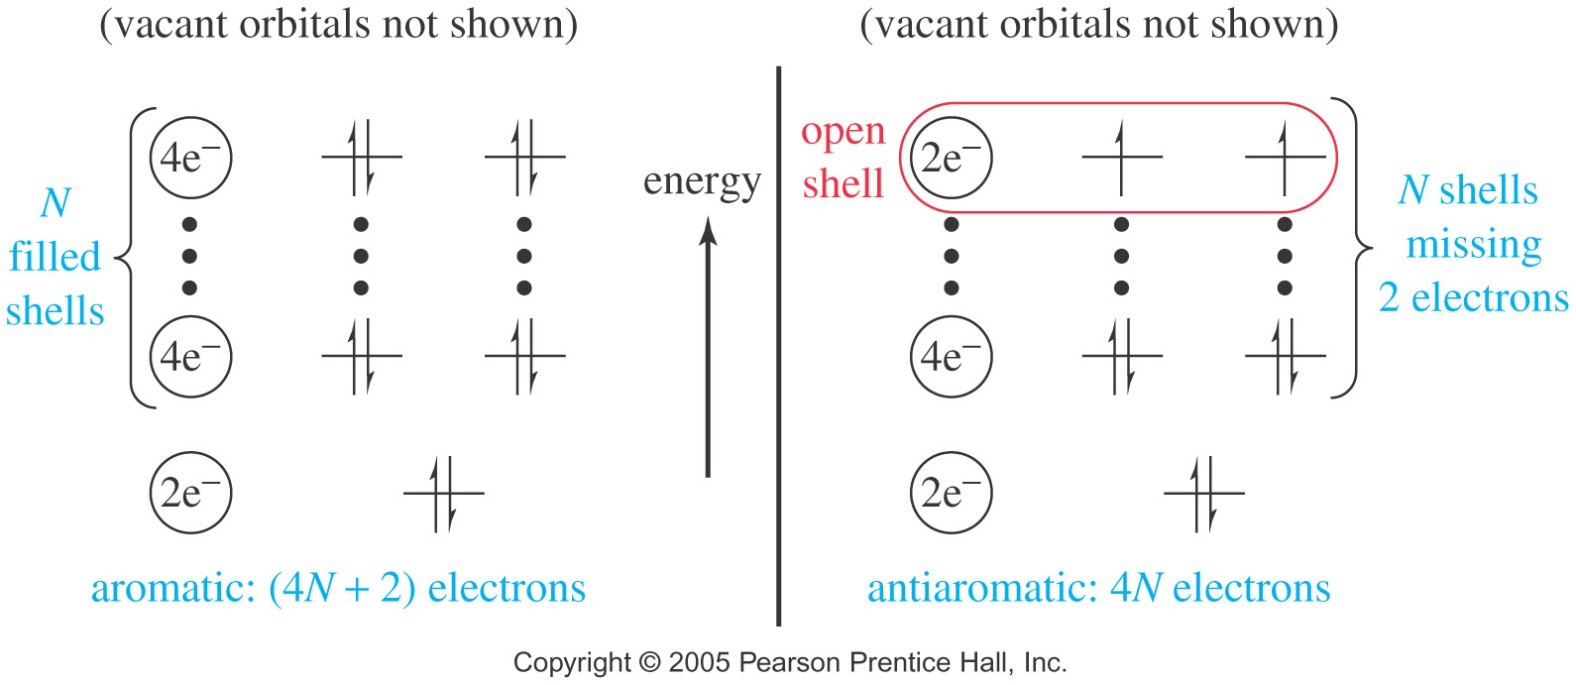 (vacant orbitals not shown)
4e⁻
N
filled
shells
4e⁻
2e⁻
aromatic: (4N + 2) electrons
energy
(vacant orbitals not shown)
open
shell
2e⁻
N shells
missing
2 electrons
4e⁻
2e⁻
antiaromatic: 4N electrons
Copyright © 2005 Pearson Prentice Hall, Inc.